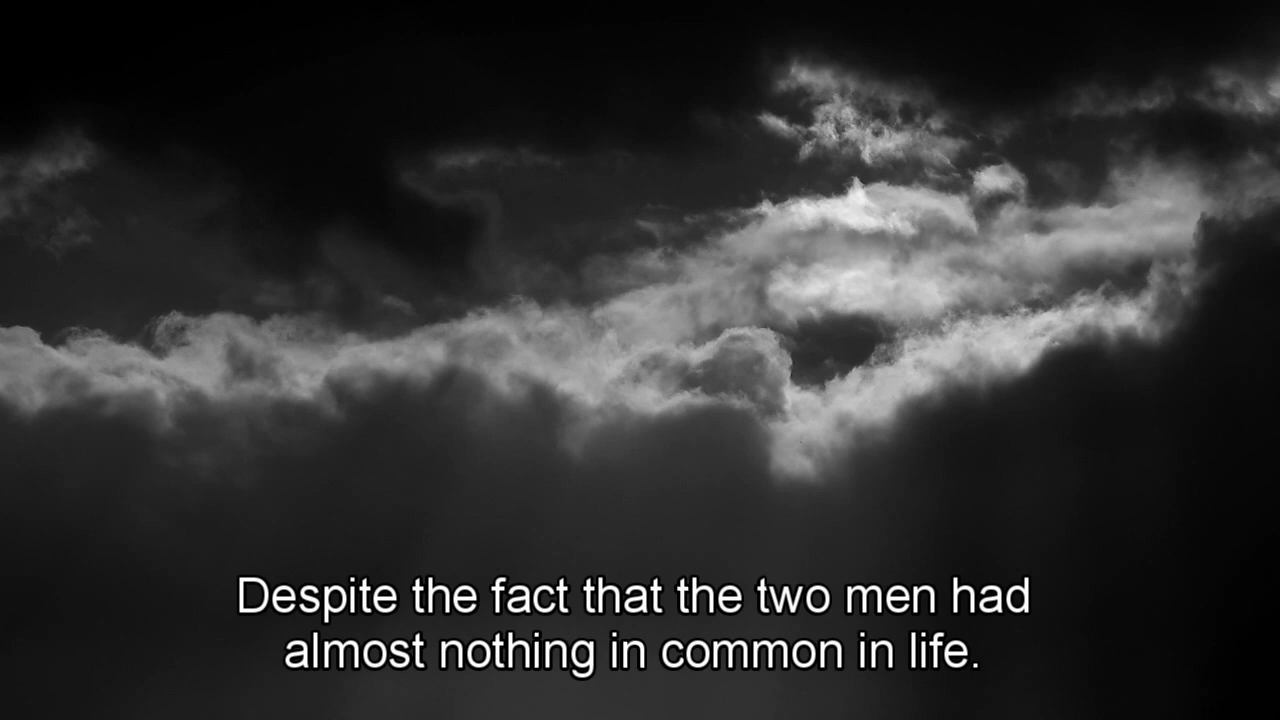 Despite the fact that the two men had
almost nothing in common in life.